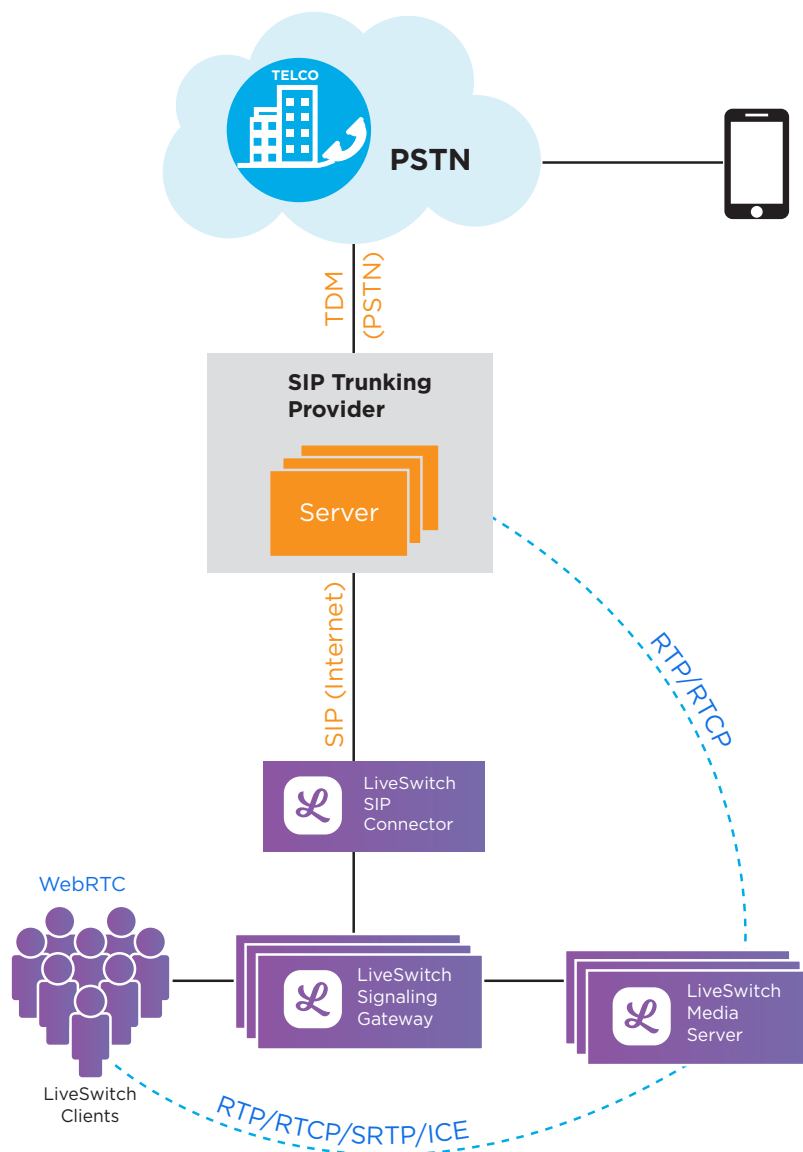 TELCO
PSTN
TDM
(PSTN)
SIP Trunking
Provider
Server
SIP (Internet)
RTP/RTCP
LiveSwitch
SIP
Connector
WebRTC
LiveSwitch
Signaling
Gateway
LiveSwitch
Media
Server
LiveSwitch
Clients
RTP/RTCP/SRTP/ICE